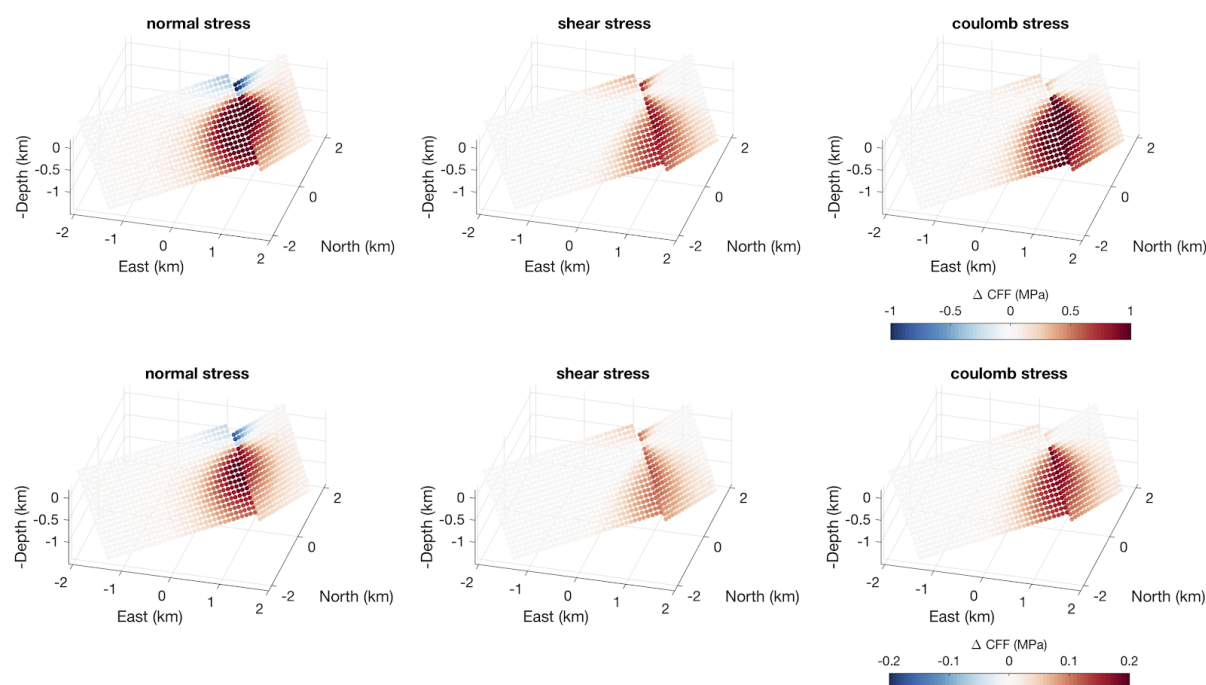 normal stress
shear stress
coulomb stress
0
-0.5
-1
-Depth (km)
-2
-1
0
1
2
East (km)
-2
0
2
North (km)
0
-0.5
-1
-Depth (km)
-2
-1
0
1
2
East (km)
-2
0
2
North (km)
0
-0.5
-1
-Depth (km)
-2
-1
0
1
2
East (km)
-2
0
2
North (km)
Δ CFF (MPa)
-1
-0.5
0
0.5
1
normal stress
shear stress
coulomb stress
0
-0.5
-1
-Depth (km)
-2
-1
0
1
2
East (km)
-2
0
2
North (km)
0
-0.5
-1
-Depth (km)
-2
-1
0
1
2
East (km)
-2
0
2
North (km)
0
-0.5
-1
-Depth (km)
-2
-1
0
1
2
East (km)
-2
0
2
North (km)
Δ CFF (MPa)
-0.2
-0.1
0
0.1
0.2